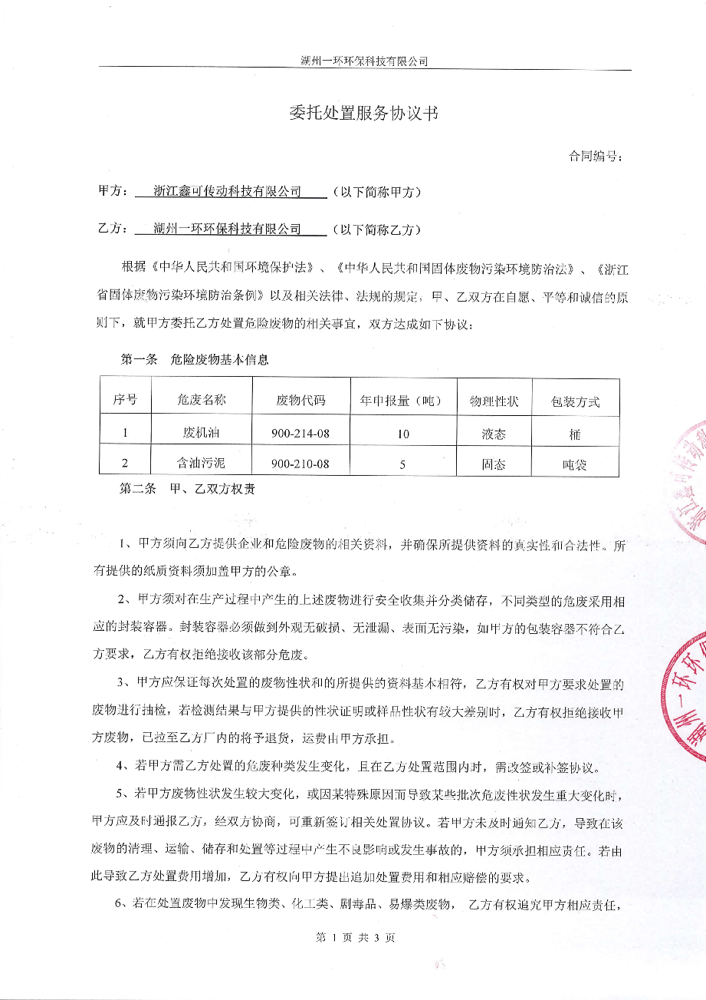 湖州一环环保科技有限公司
委托处置服务协议书
合同编号：
甲方： 浙江鑫可传动科技有限公司 （以下简称甲方）
乙方： 湖州一环环保科技有限公司 （以下简称乙方）
根据《中华人民共和国环境保护法》、《中华人民共和国固体废物污染环境防治法》、《浙江
省固体废物污染环境防治条例》以及相关法律、法规的规定，甲、乙双方在自愿、平等和诚信的原
则下，就甲方委托乙方处置危险废物的相关事宜，双方达成如下协议：
第一条 危险废物基本信息
序号 危废名称 废物代码 年申报量（吨） 物理性状 包装方式
1 废机油 900-214-08 10 液态 桶
2 含油污泥 900-210-08 5 固态 吨袋
第二条 甲、乙双方权责
1、甲方须向乙方提供企业和危险废物的相关资料，并确保所提供资料的真实性和合法性。所
有提供的纸质资料须加盖甲方的公章。
2、甲方须对在生产过程中产生的上述废物进行安全收集并分类储存，不同类型的危废采用相
应的封装容器。封装容器必须做到外观无破损、无泄漏、表面无污染，如甲方的包装容器不符合乙
方要求，乙方有权拒绝接收该部分危废。
3、甲方应保证每次处置的废物性状和的所提供的资料基本相符，乙方有权对甲方要求处置的
废物进行抽检，若检测结果与甲方提供的性状证明或样品性状有较大差别时，乙方有权拒绝接收甲
方废物，已拉至乙方厂内的将予退货，运费由甲方承担。
4、若甲方需乙方处置的危废种类发生变化，且在乙方处置范围内时，需改签或补签协议。
5、若甲方废物性状发生较大变化，或因某特殊原因而导致某些批次危废性状发生重大变化时，
甲方应及时通报乙方，经双方协商，可重新签订相关处置协议。若甲方未及时通知乙方，导致在该
废物的清理、运输、储存和处置等过程中产生不良影响或发生事故的，甲方须承担相应责任。若由
此导致乙方处置费用增加，乙方有权向甲方提出追加处置费用和相应赔偿的要求。
6、若在处置废物中发现生物类、化工类、剧毒品、易爆类废物， 乙方有权追究甲方相应责任，
第 1 页 共 3 页
浙江鑫可传动科
湖州一环环保